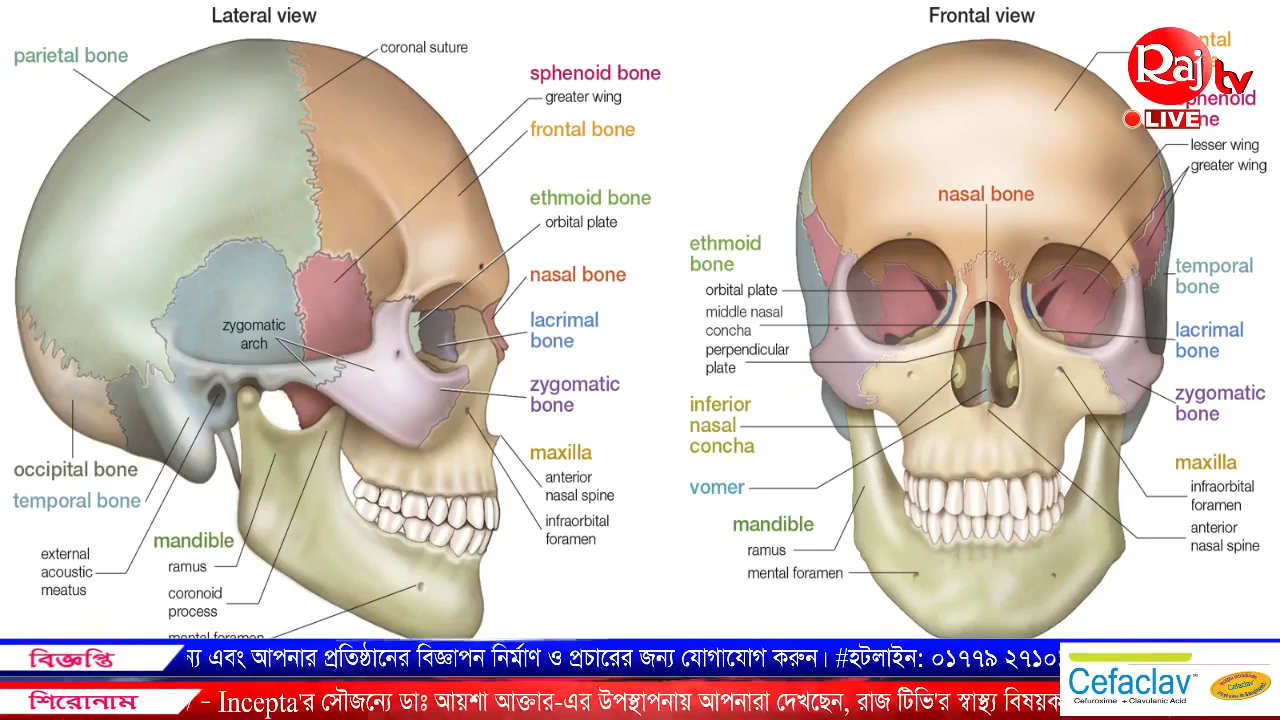 Lateral view
parietal bone
coronal suture
sphenoid bone
greater wing
frontal bone
ethmoid bone
orbital plate
nasal bone
lacrimal
bone
zygomatic
arch
zygomatic
bone
maxilla
anterior
nasal spine
infraorbital
foramen
occipital bone
temporal bone
external
acoustic
meatus
mandible
ramus
coronoid
process
mental foramen
Frontal view
nasal bone
ethmoid
bone
orbital plate
middle nasal
concha
perpendicular
plate
inferior
nasal
concha
vomer
mandible
ramus
mental foramen
lesser wing
greater wing
temporal
bone
lacrimal
bone
zygomatic
bone
maxilla
infraorbital
foramen
anterior
nasal spine
Raj tv
LIVE
বিজ্ঞপ্তি
এবং আপনার প্রতিষ্ঠানের বিজ্ঞাপন নির্মাণ ও প্রচারের জন্য যোগাযোগ করুন। #হটলাইন: ০১৭৭৯ ২৭১০
শিরোনাম
- Incepta'র সৌজন্যে ডাঃ আয়শা আক্তার-এর উপস্থাপনায় আপনারা দেখছেন, রাজ টিভি'র স্বাস্থ্য বিষয়ক
Cefaclav
Cefuroxime + Clavulanic Acid